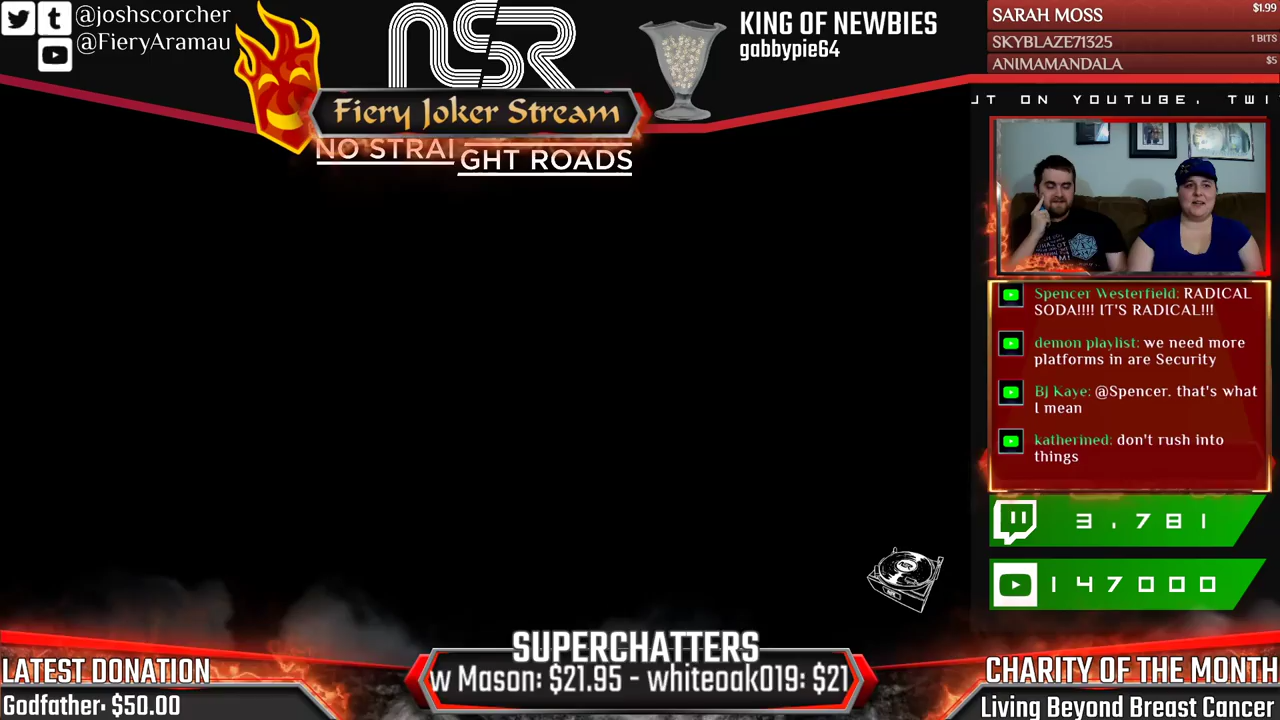 @joshscorcher
@FieryAramau
NSR
Fiery Joker Stream
NO STRAIGHT ROADS
KING OF NEWBIES
gabbypie64
SARAH MOSS $1.99
SKYBLAZE71325 1 BITS
ANIMAMANDALA $5
UT ON YOUTUBE, TWI
Spencer Westerfield: RADICAL
SODA!!!! IT'S RADICAL!!!
demon playlist: we need more
platforms in are Security
BJ Kaye: @Spencer. that's what
I mean
katherined: don't rush into
things
3,781
147000
SUPERCHATTERS
w Mason: $21.95 - whiteoak019: $21
LATEST DONATION
Godfather: $50.00
CHARITY OF THE MONTH
Living Beyond Breast Cancer